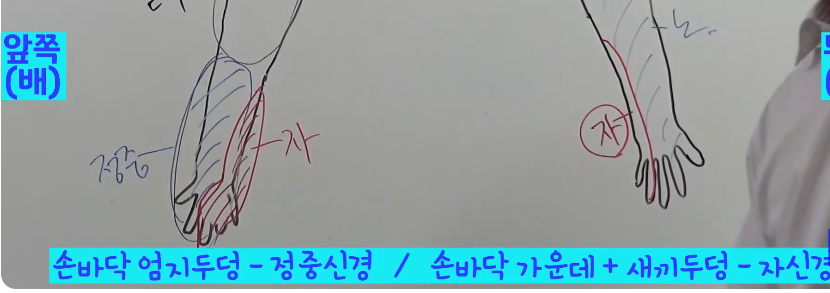 앞쪽
(배)
정중
자
자
노.
손바닥 엄지두덩 - 정중신경 / 손바닥 가운데 + 새끼두덩 - 자신경